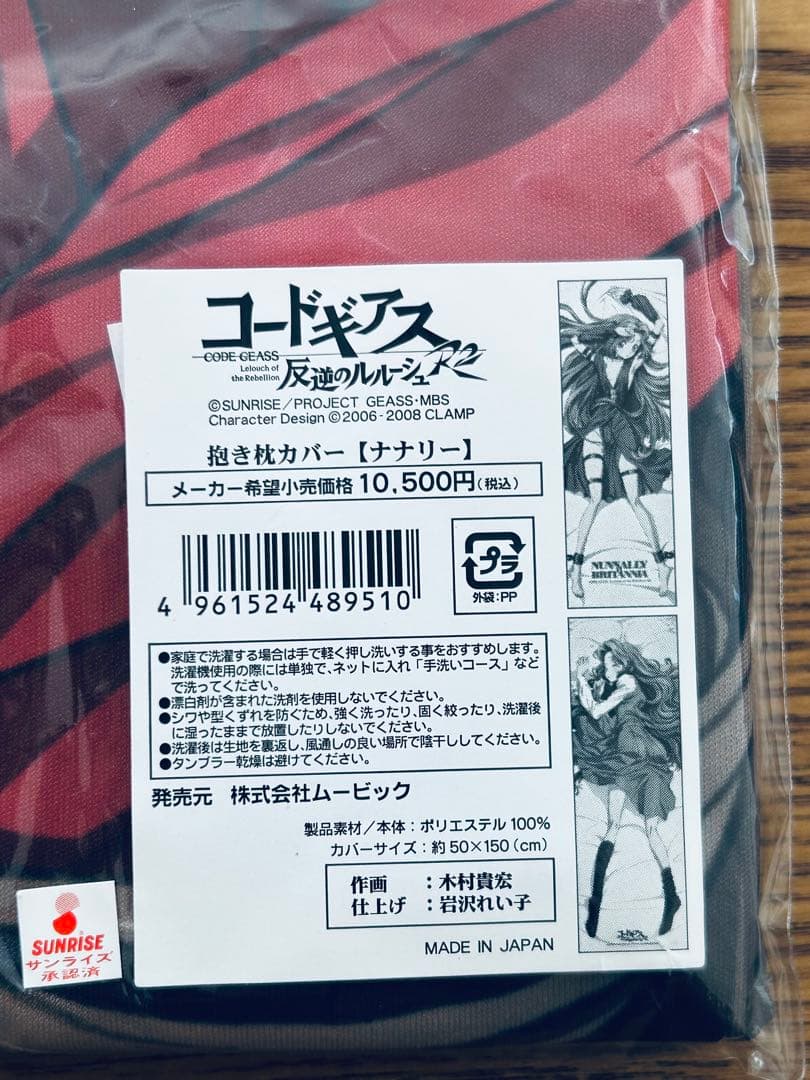 コードギアス
CODE GEASS
Lelouch of
the Rebellion
反逆のルルーシュ R2
©SUNRISE/PROJECT GEASS・MBS
Character Design ©2006-2008 CLAMP
抱き枕カバー【ナナリー】
メーカー希望小売価格 10,500円(税込)
4 961524 489510
プラ
外袋:PP
●家庭で洗濯する場合は手で軽く押し洗いする事をおすすめします。
洗濯機使用の際には単独で、ネットに入れ「手洗いコース」など
で洗ってください。
●漂白剤が含まれた洗剤を使用しないでください。
●シワや型くずれを防ぐため、強く洗ったり、固く絞ったり、洗濯後
に湿ったままで放置したりしないでください。
●洗濯後は生地を裏返し、風通しの良い場所で陰干ししてください。
●タンブラー乾燥は避けてください。
発売元 株式会社ムービック
製品素材/本体:ポリエステル100%
カバーサイズ:約50×150(cm)
作画 :木村貴宏
仕上げ :岩沢れい子
MADE IN JAPAN
NUNNALLY
BRITANNIA
コードギアス
SUNRISE
サンライズ
承認済